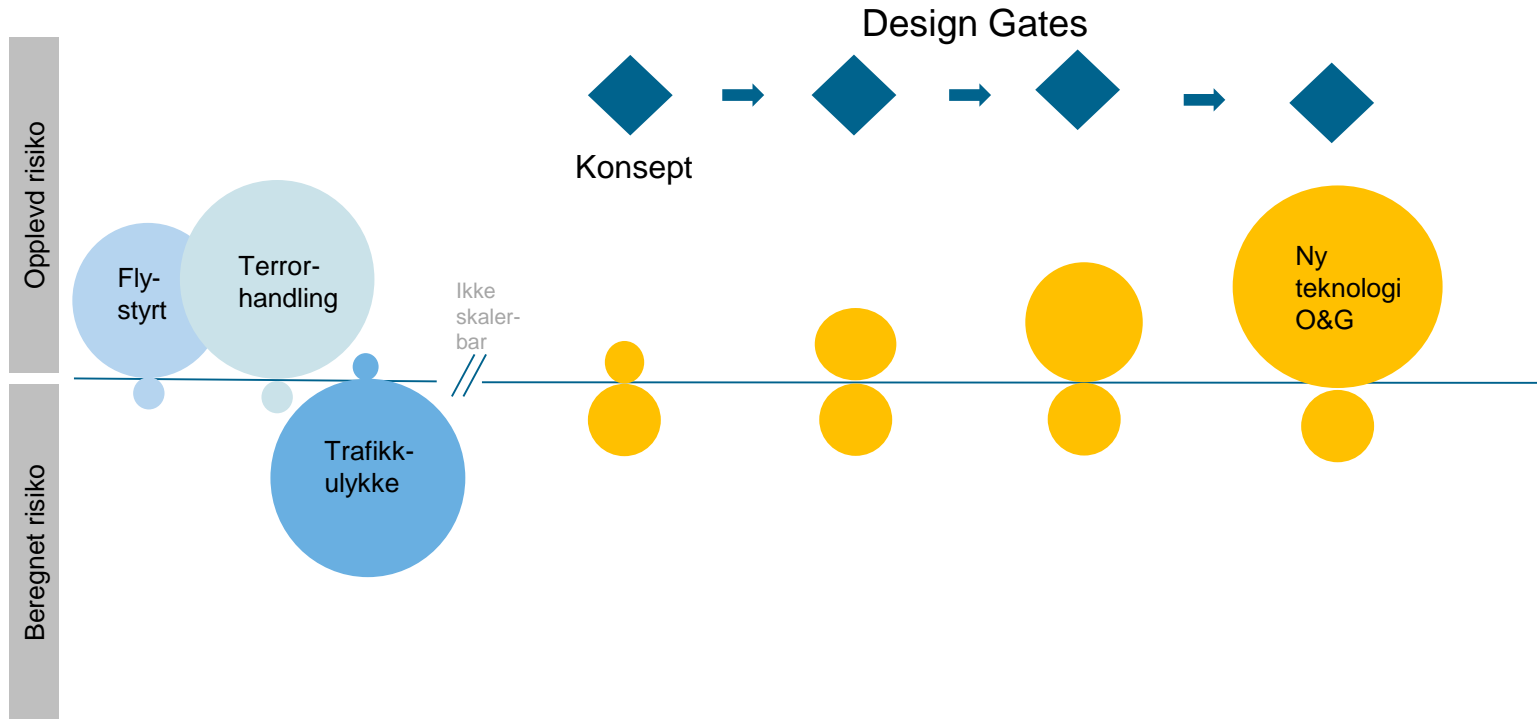 Design Gates
Konsept
Opplevd risiko
Fly-
styrt
Terror-
handling
Ikke
skaler-
bar
Ny
teknologi
O&G
Trafikk-
ulykke
Beregnet risiko